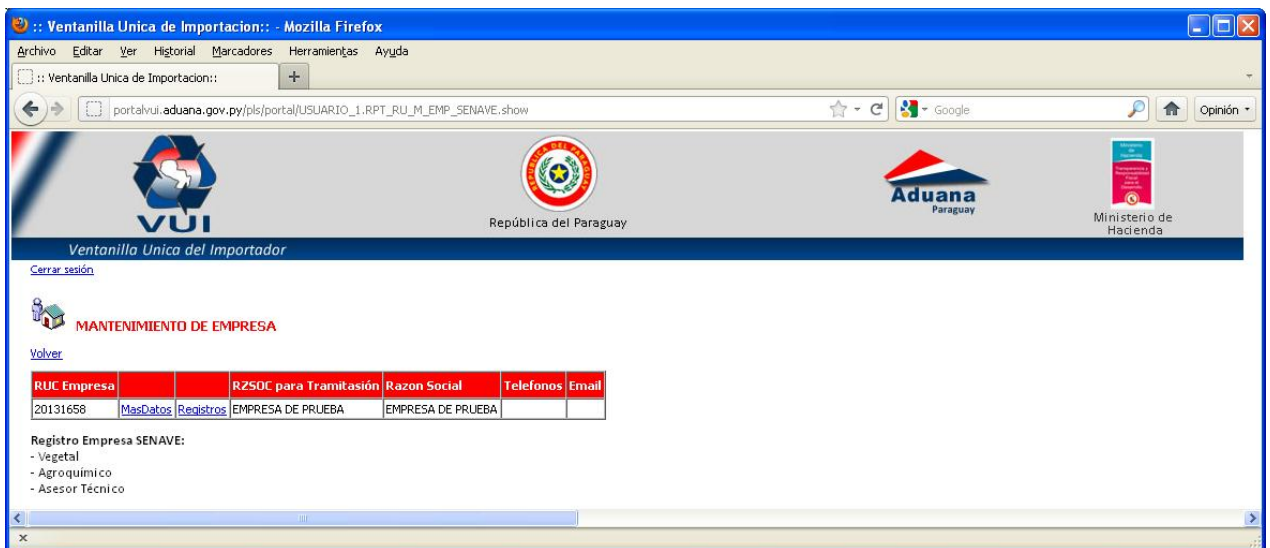 :: Ventanilla Unica de Importacion:: - Mozilla Firefox
Archivo Editar Ver Historial Marcadores Herramientas Ayuda
:: Ventanilla Unica de Importacion::
portalvui.aduana.gov.py/pls/portal/USUARIO_1.RPT_RU_M_EMP_SENAVE.show
Google
Opinión
VUI
República del Paraguay
Aduana
Paraguay
Ministerio de
Hacienda
Ventanilla Unica del Importador
Cerrar sesión
MANTENIMIENTO DE EMPRESA
Volver
RUC Empresa RZSOC para Tramitasión Razon Social Telefonos Email
20131658 MasDatos Registros EMPRESA DE PRUEBA EMPRESA DE PRUEBA
Registro Empresa SENAVE:
- Vegetal
- Agroquímico
- Asesor Técnico
x